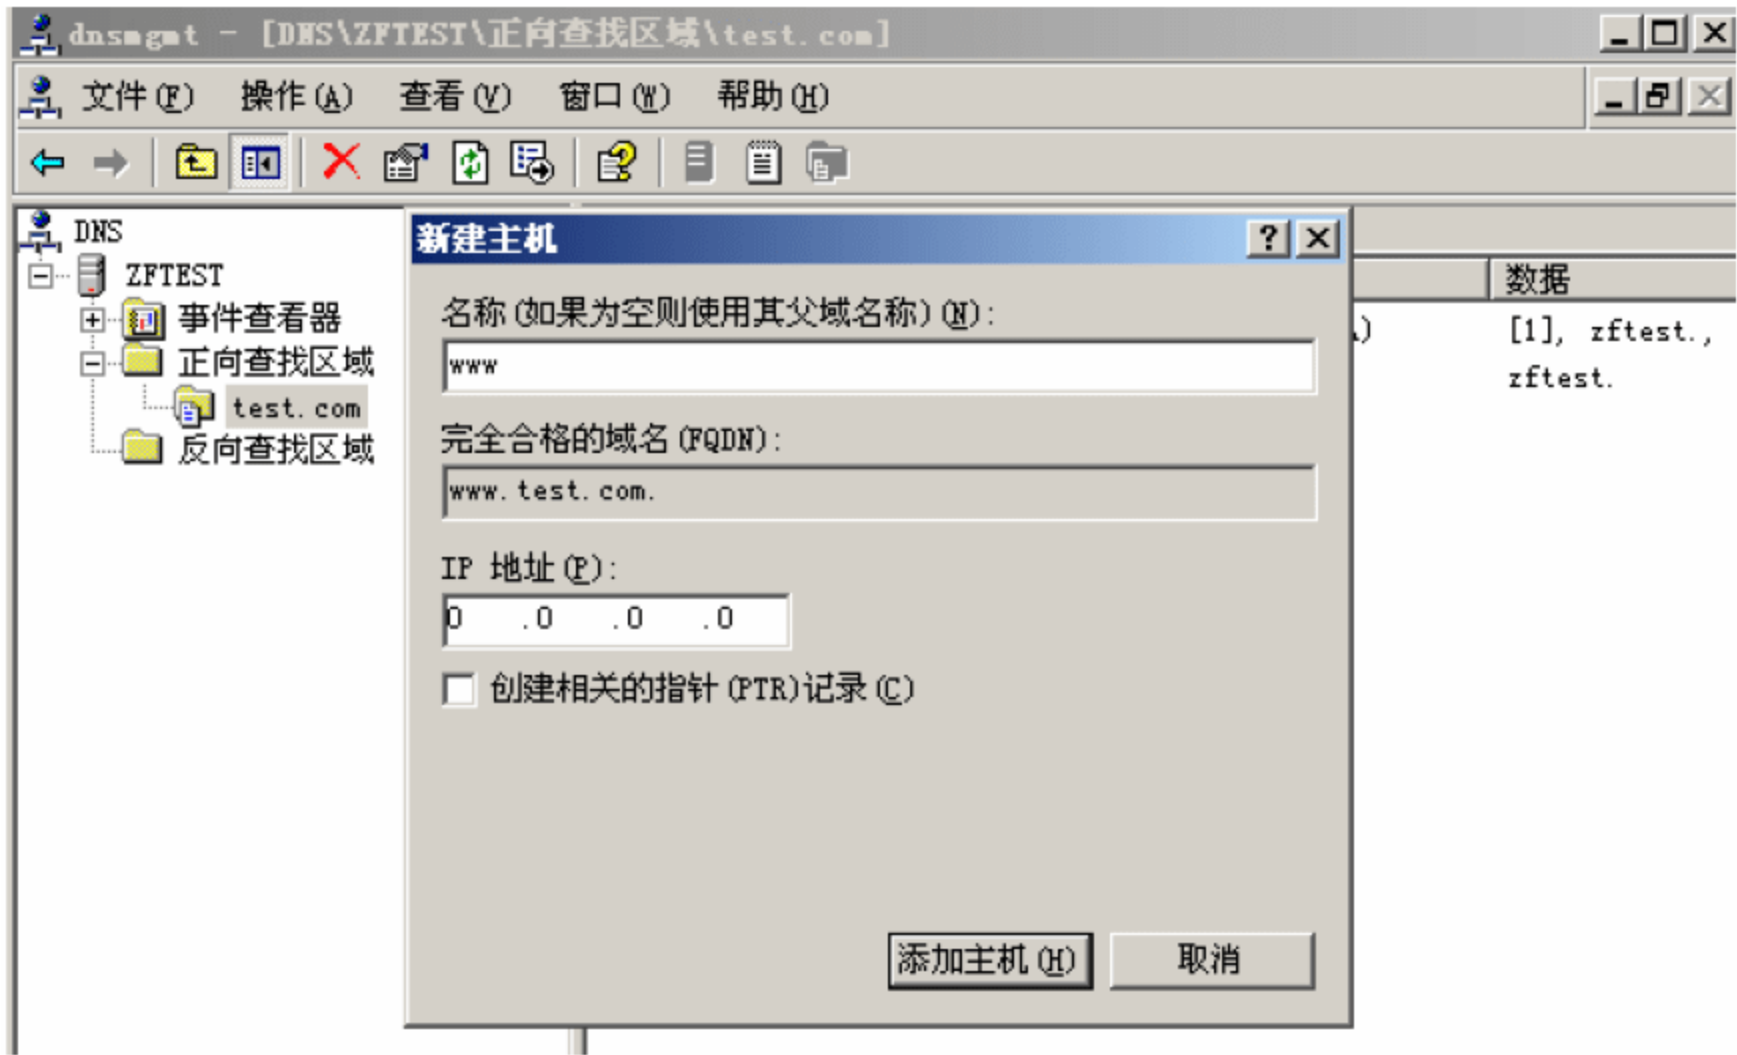 dnsmgmt - [DNS\ZFTEST\正向查找区域\test.com]
文件(F) 操作(A) 查看(V) 窗口(W) 帮助(H)
DNS
ZFTEST
事件查看器
正向查找区域
test.com
反向查找区域
新建主机
名称(如果为空则使用其父域名称)(N):
www
完全合格的域名(FQDN):
www.test.com.
IP 地址(P):
0 .0 .0 .0
创建相关的指针(PTR)记录(C)
添加主机(H) 取消
数据
[1], zftest.,
zftest.